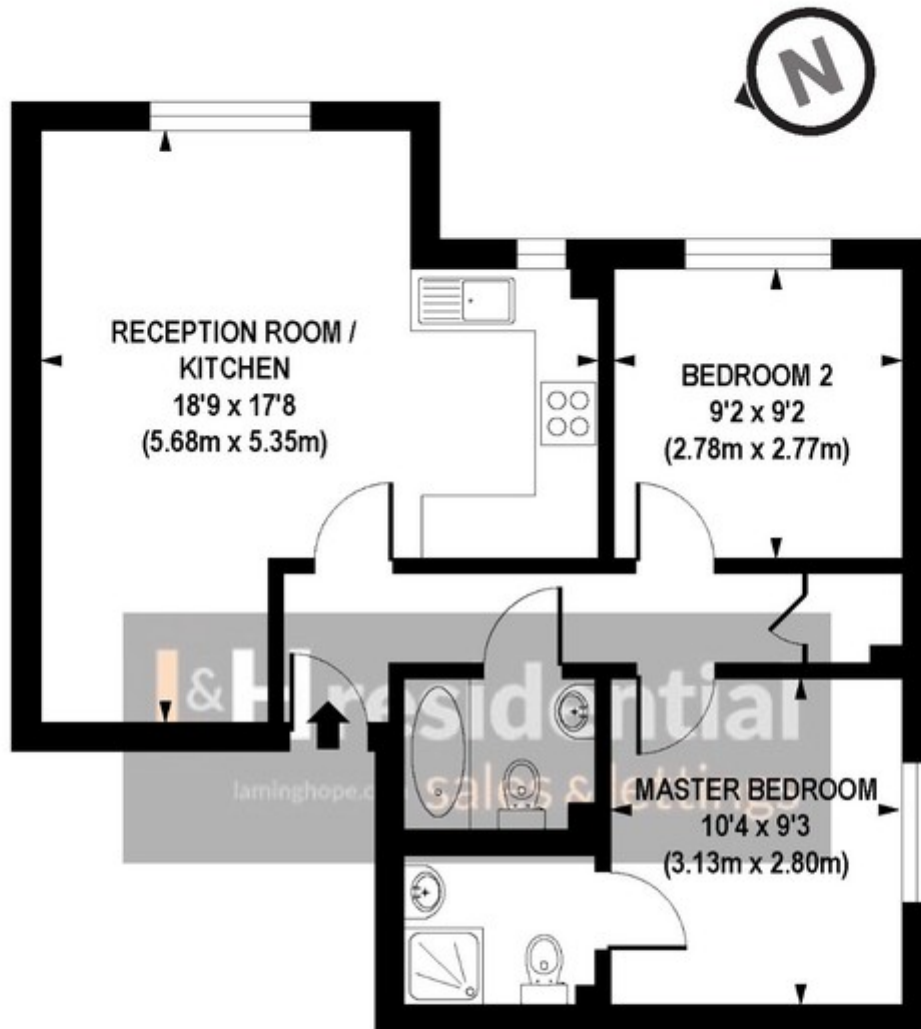 N
RECEPTION ROOM /
KITCHEN
18'9 x 17'8
(5.68m x 5.35m)
BEDROOM 2
9'2 x 9'2
(2.78m x 2.77m)
l&H residential
laminghope.c
sales & lettings
MASTER BEDROOM
10'4 x 9'3
(3.13m x 2.80m)